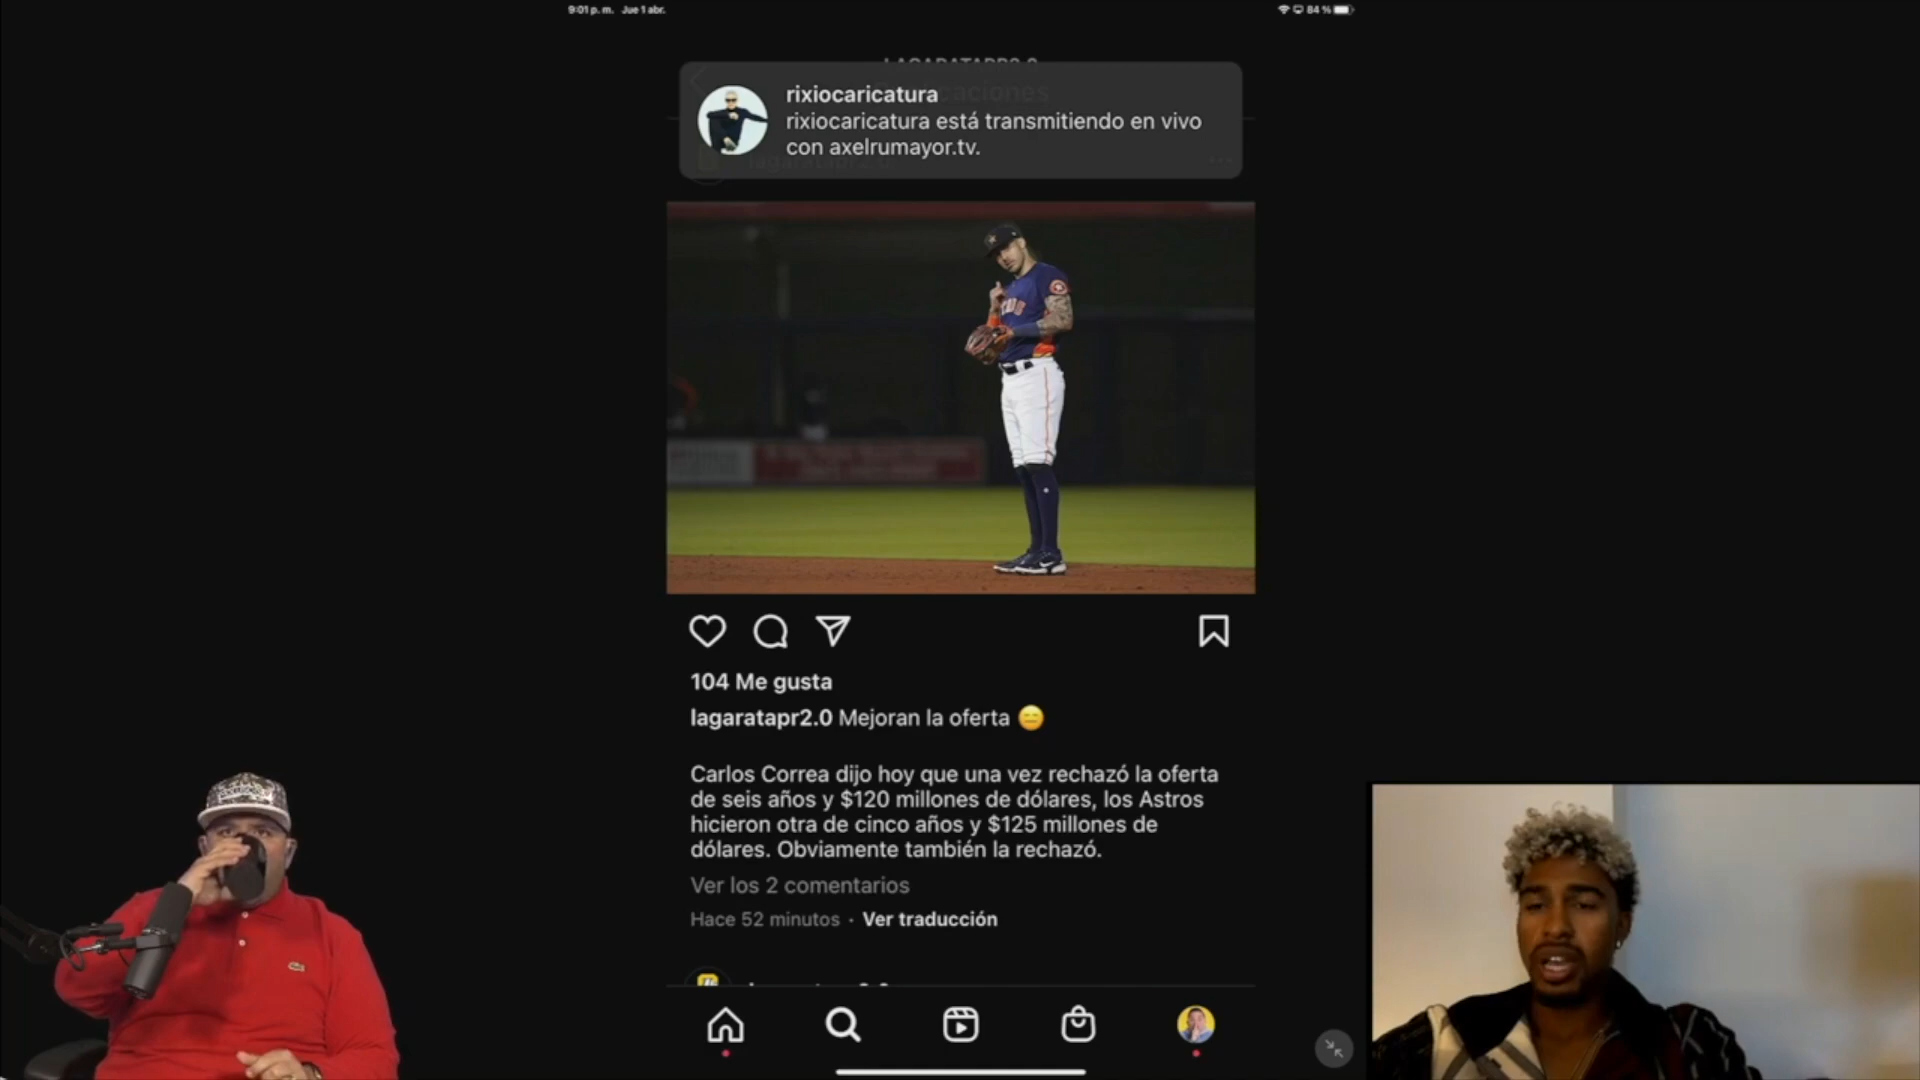 9:01 p. m. Jue 1 abr.
84 %
rixiocaricatura
rixiocaricatura está transmitiendo en vivo
con axelrumayor.tv.
104 Me gusta
lagaratapr2.0 Mejoran la oferta 😑
Carlos Correa dijo hoy que una vez rechazó la oferta
de seis años y $120 millones de dólares, los Astros
hicieron otra de cinco años y $125 millones de
dólares. Obviamente también la rechazó.
Ver los 2 comentarios
Hace 52 minutos · Ver traducción